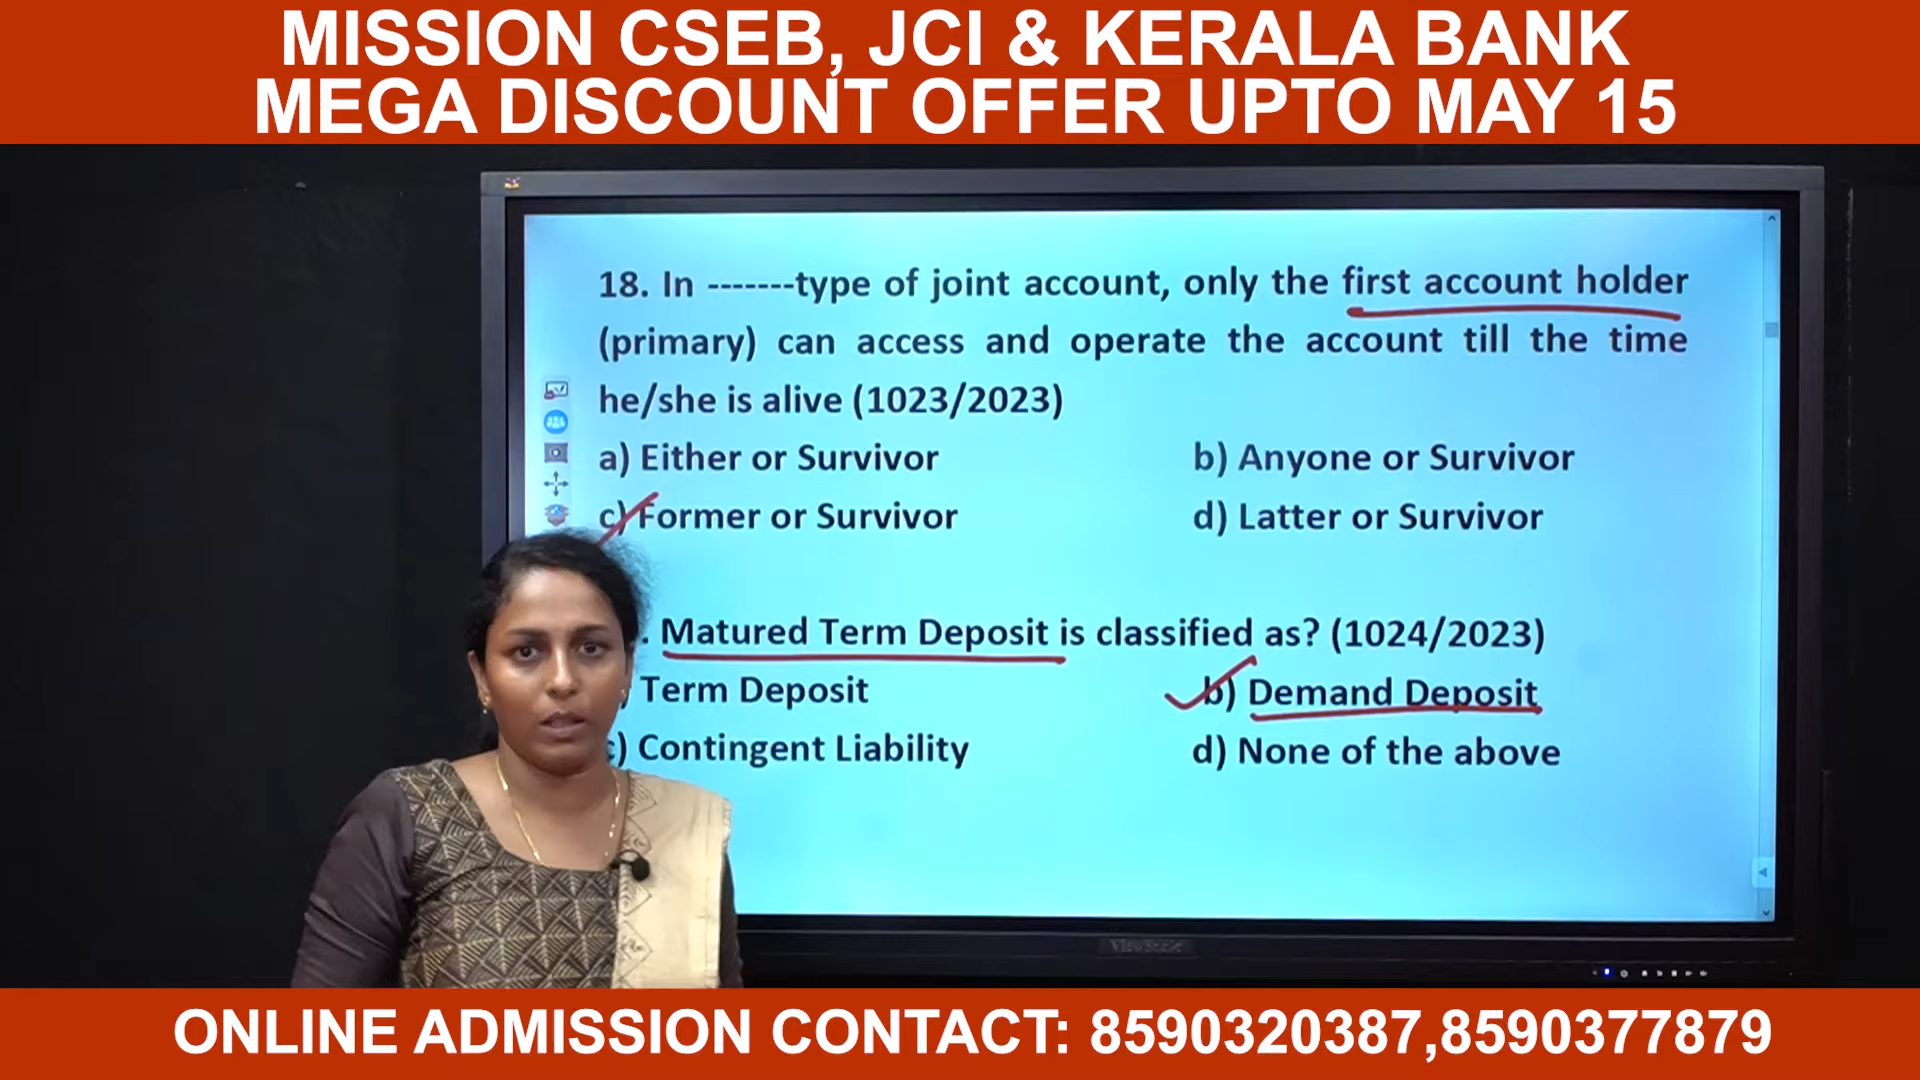 MISSION CSEB, JCI & KERALA BANK
MEGA DISCOUNT OFFER UPTO MAY 15
18. In -------type of joint account, only the first account holder
(primary) can access and operate the account till the time
he/she is alive (1023/2023)
a) Either or Survivor b) Anyone or Survivor
c) Former or Survivor d) Latter or Survivor
. Matured Term Deposit is classified as? (1024/2023)
) Term Deposit b) Demand Deposit
c) Contingent Liability d) None of the above
ViewSonic
ONLINE ADMISSION CONTACT: 8590320387,8590377879